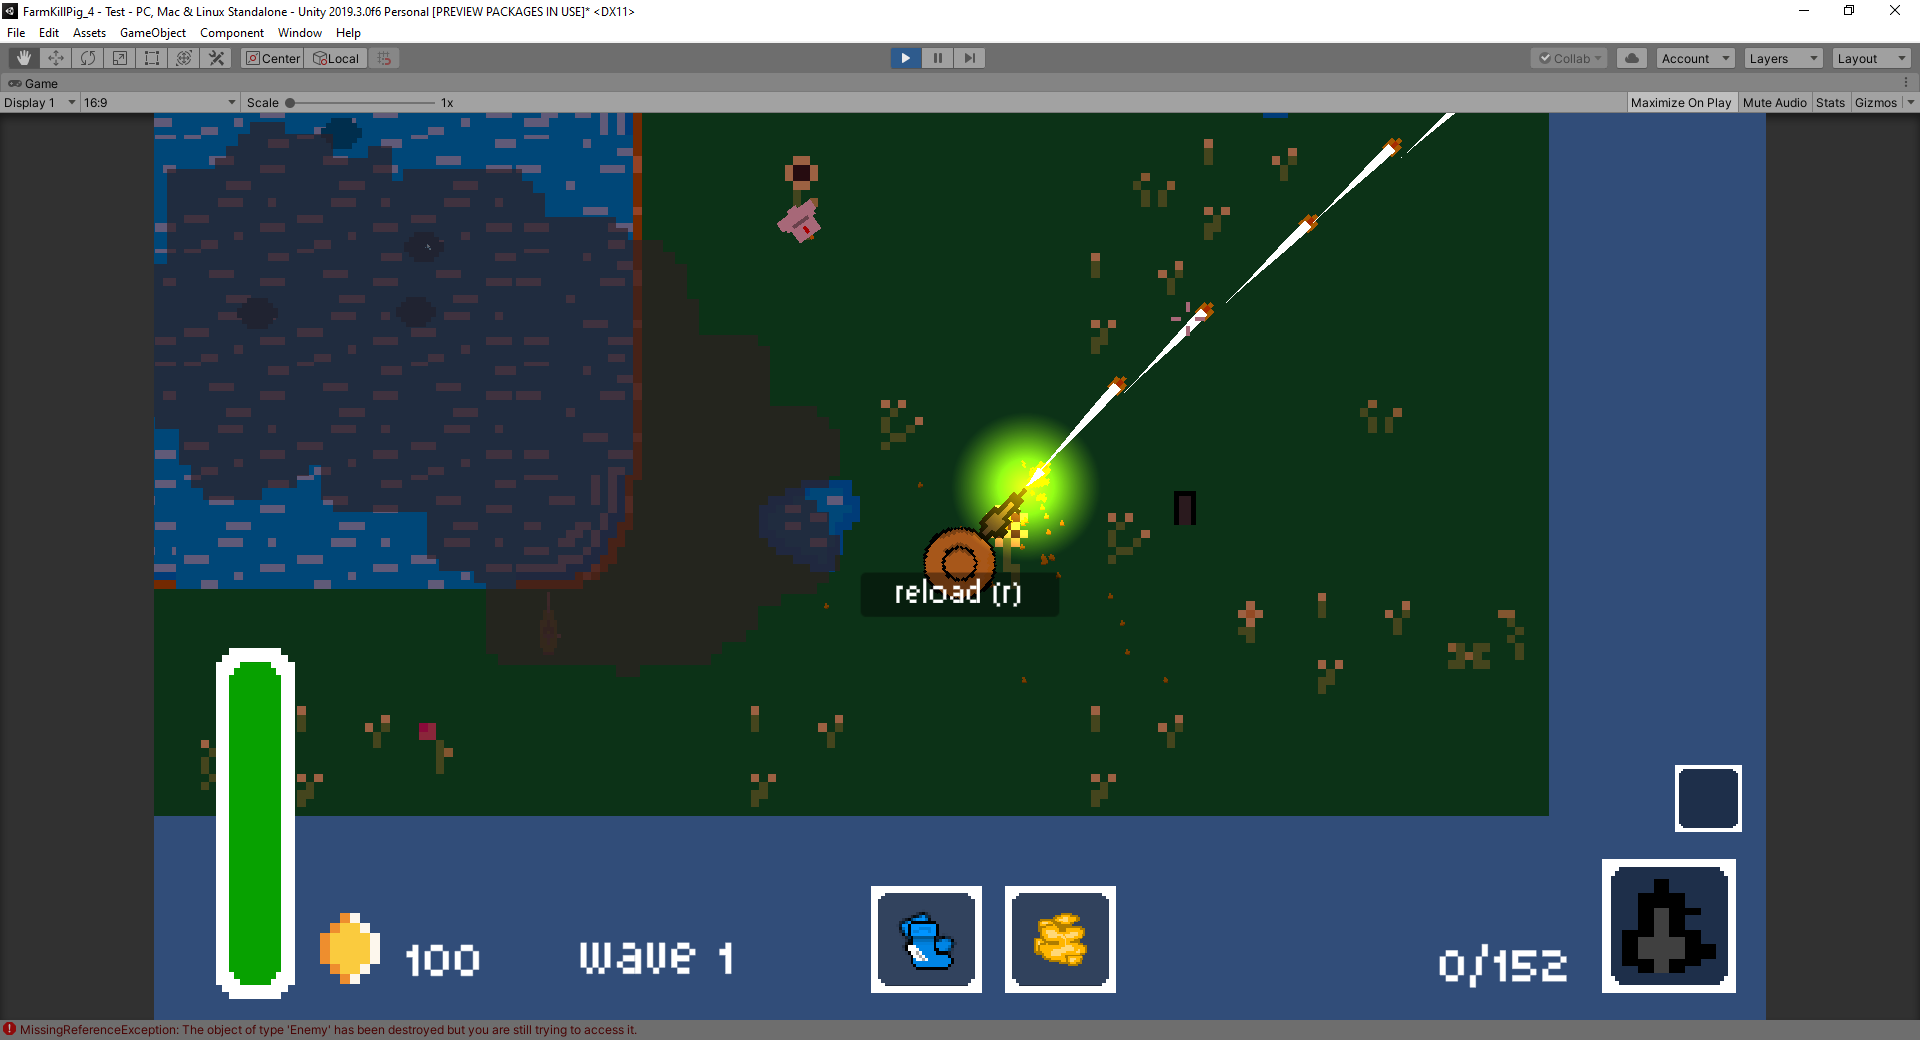 FarmKillPig_4 - Test - PC, Mac & Linux Standalone - Unity 2019.3.0f6 Personal [PREVIEW PACKAGES IN USE]* <DX11>
File Edit Assets GameObject Component Window Help
Center Local Collab Account Layers Layout
Game
Display 1 16:9 Scale 1x Maximize On Play Mute Audio Stats Gizmos
reload (r)
100 wave 1 0/152
MissingReferenceException: The object of type 'Enemy' has been destroyed but you are still trying to access it.